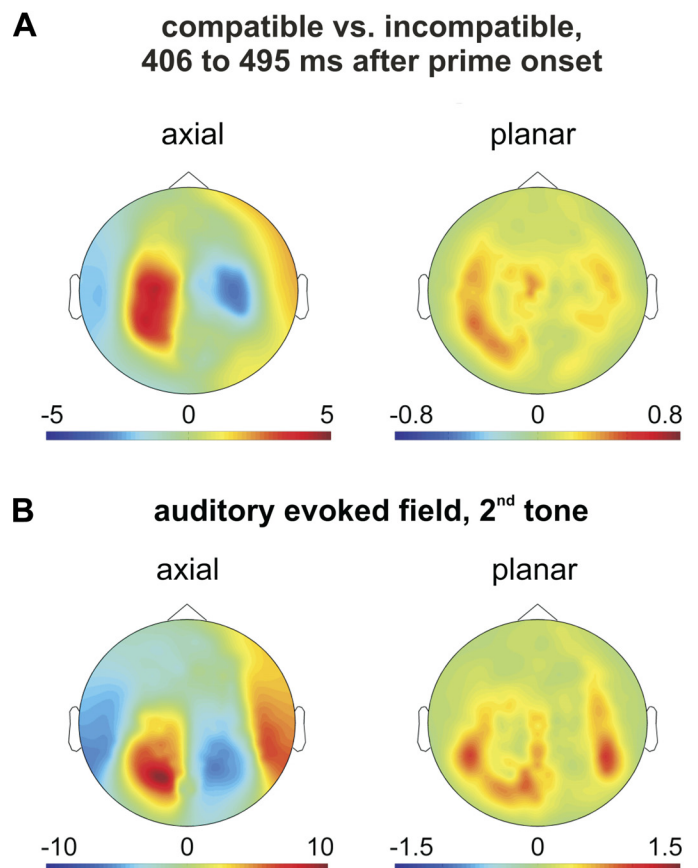 A
compatible vs. incompatible,
406 to 495 ms after prime onset
axial
planar
-5 0 5
-0.8 0 0.8
B
auditory evoked field, 2nd tone
axial
planar
-10 0 10
-1.5 0 1.5